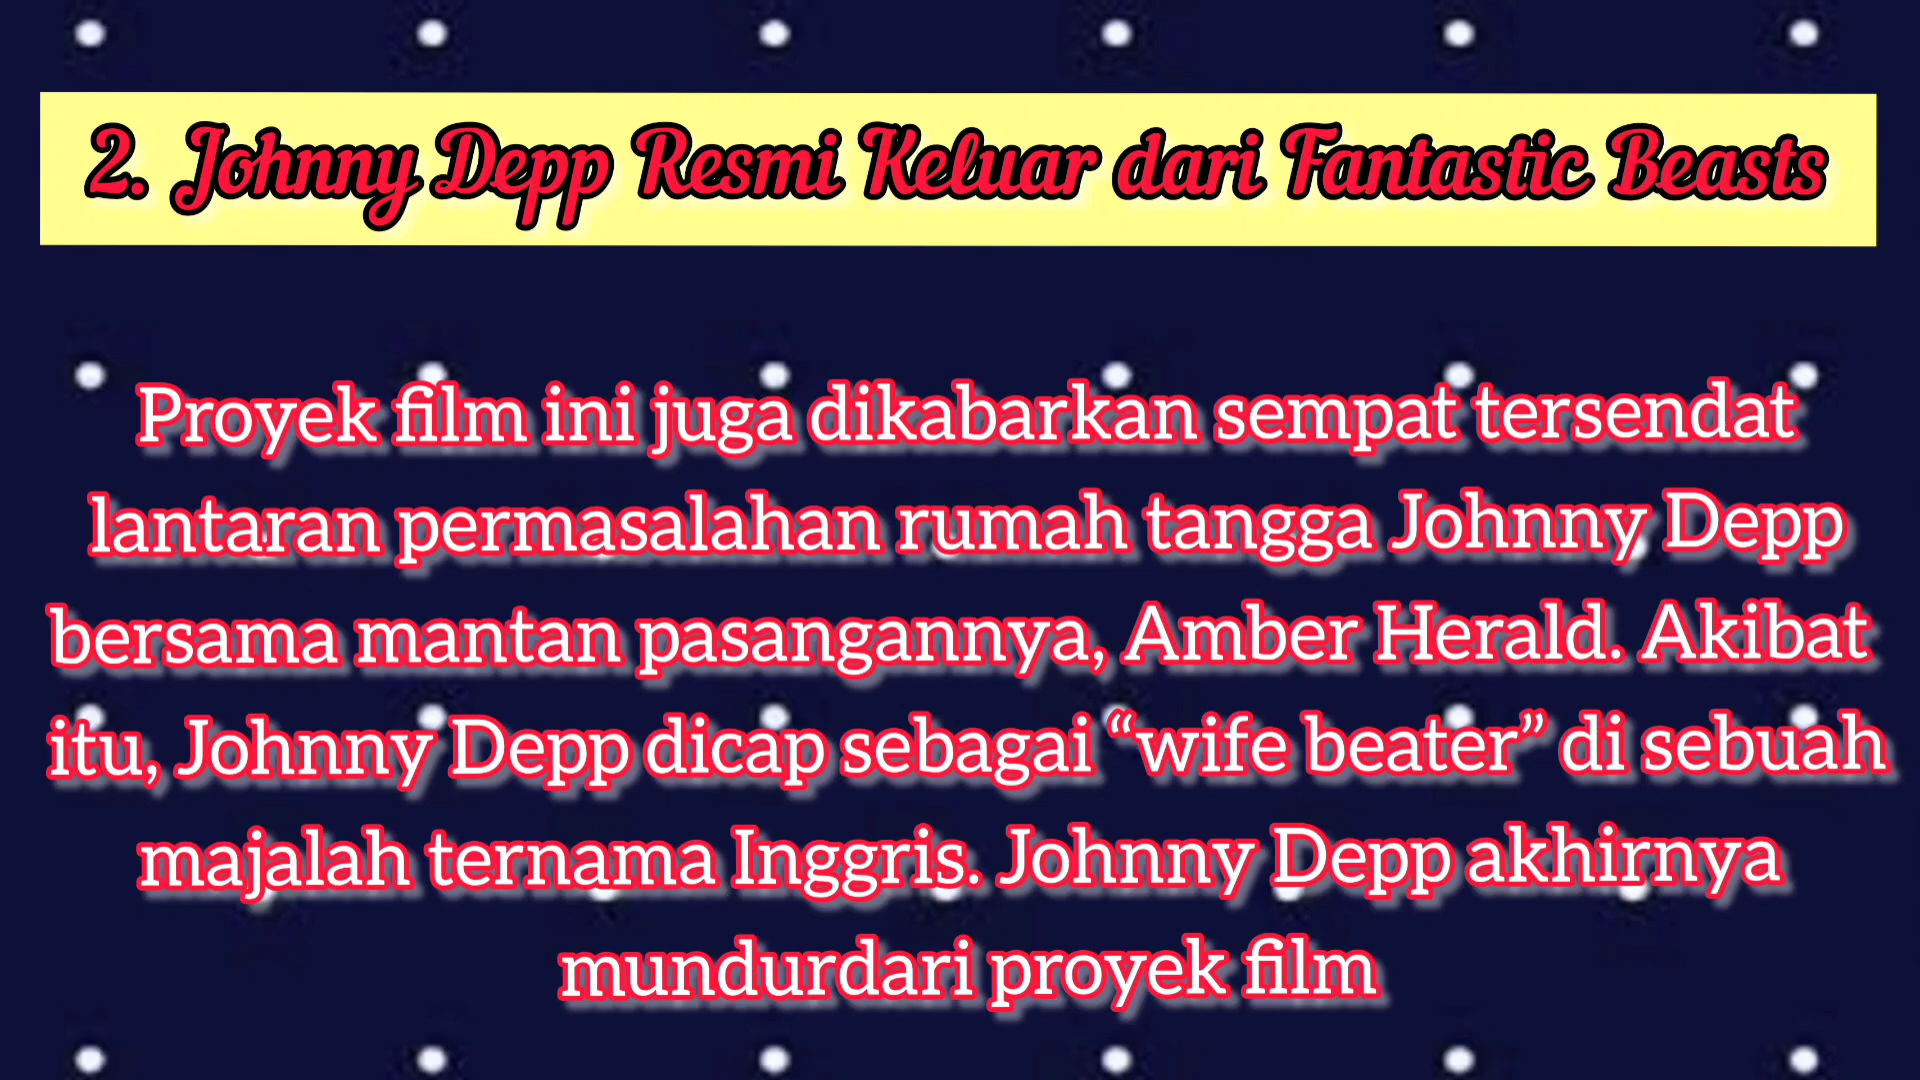 2. Johnny Depp Resmi Keluar dari Fantastic Beasts
Proyek film ini juga dikabarkan sempat tersendat
lantaran permasalahan rumah tangga Johnny Depp
bersama mantan pasangannya, Amber Herald. Akibat
itu, Johnny Depp dicap sebagai “wife beater” di sebuah
majalah ternama Inggris. Johnny Depp akhirnya
mundurdari proyek film